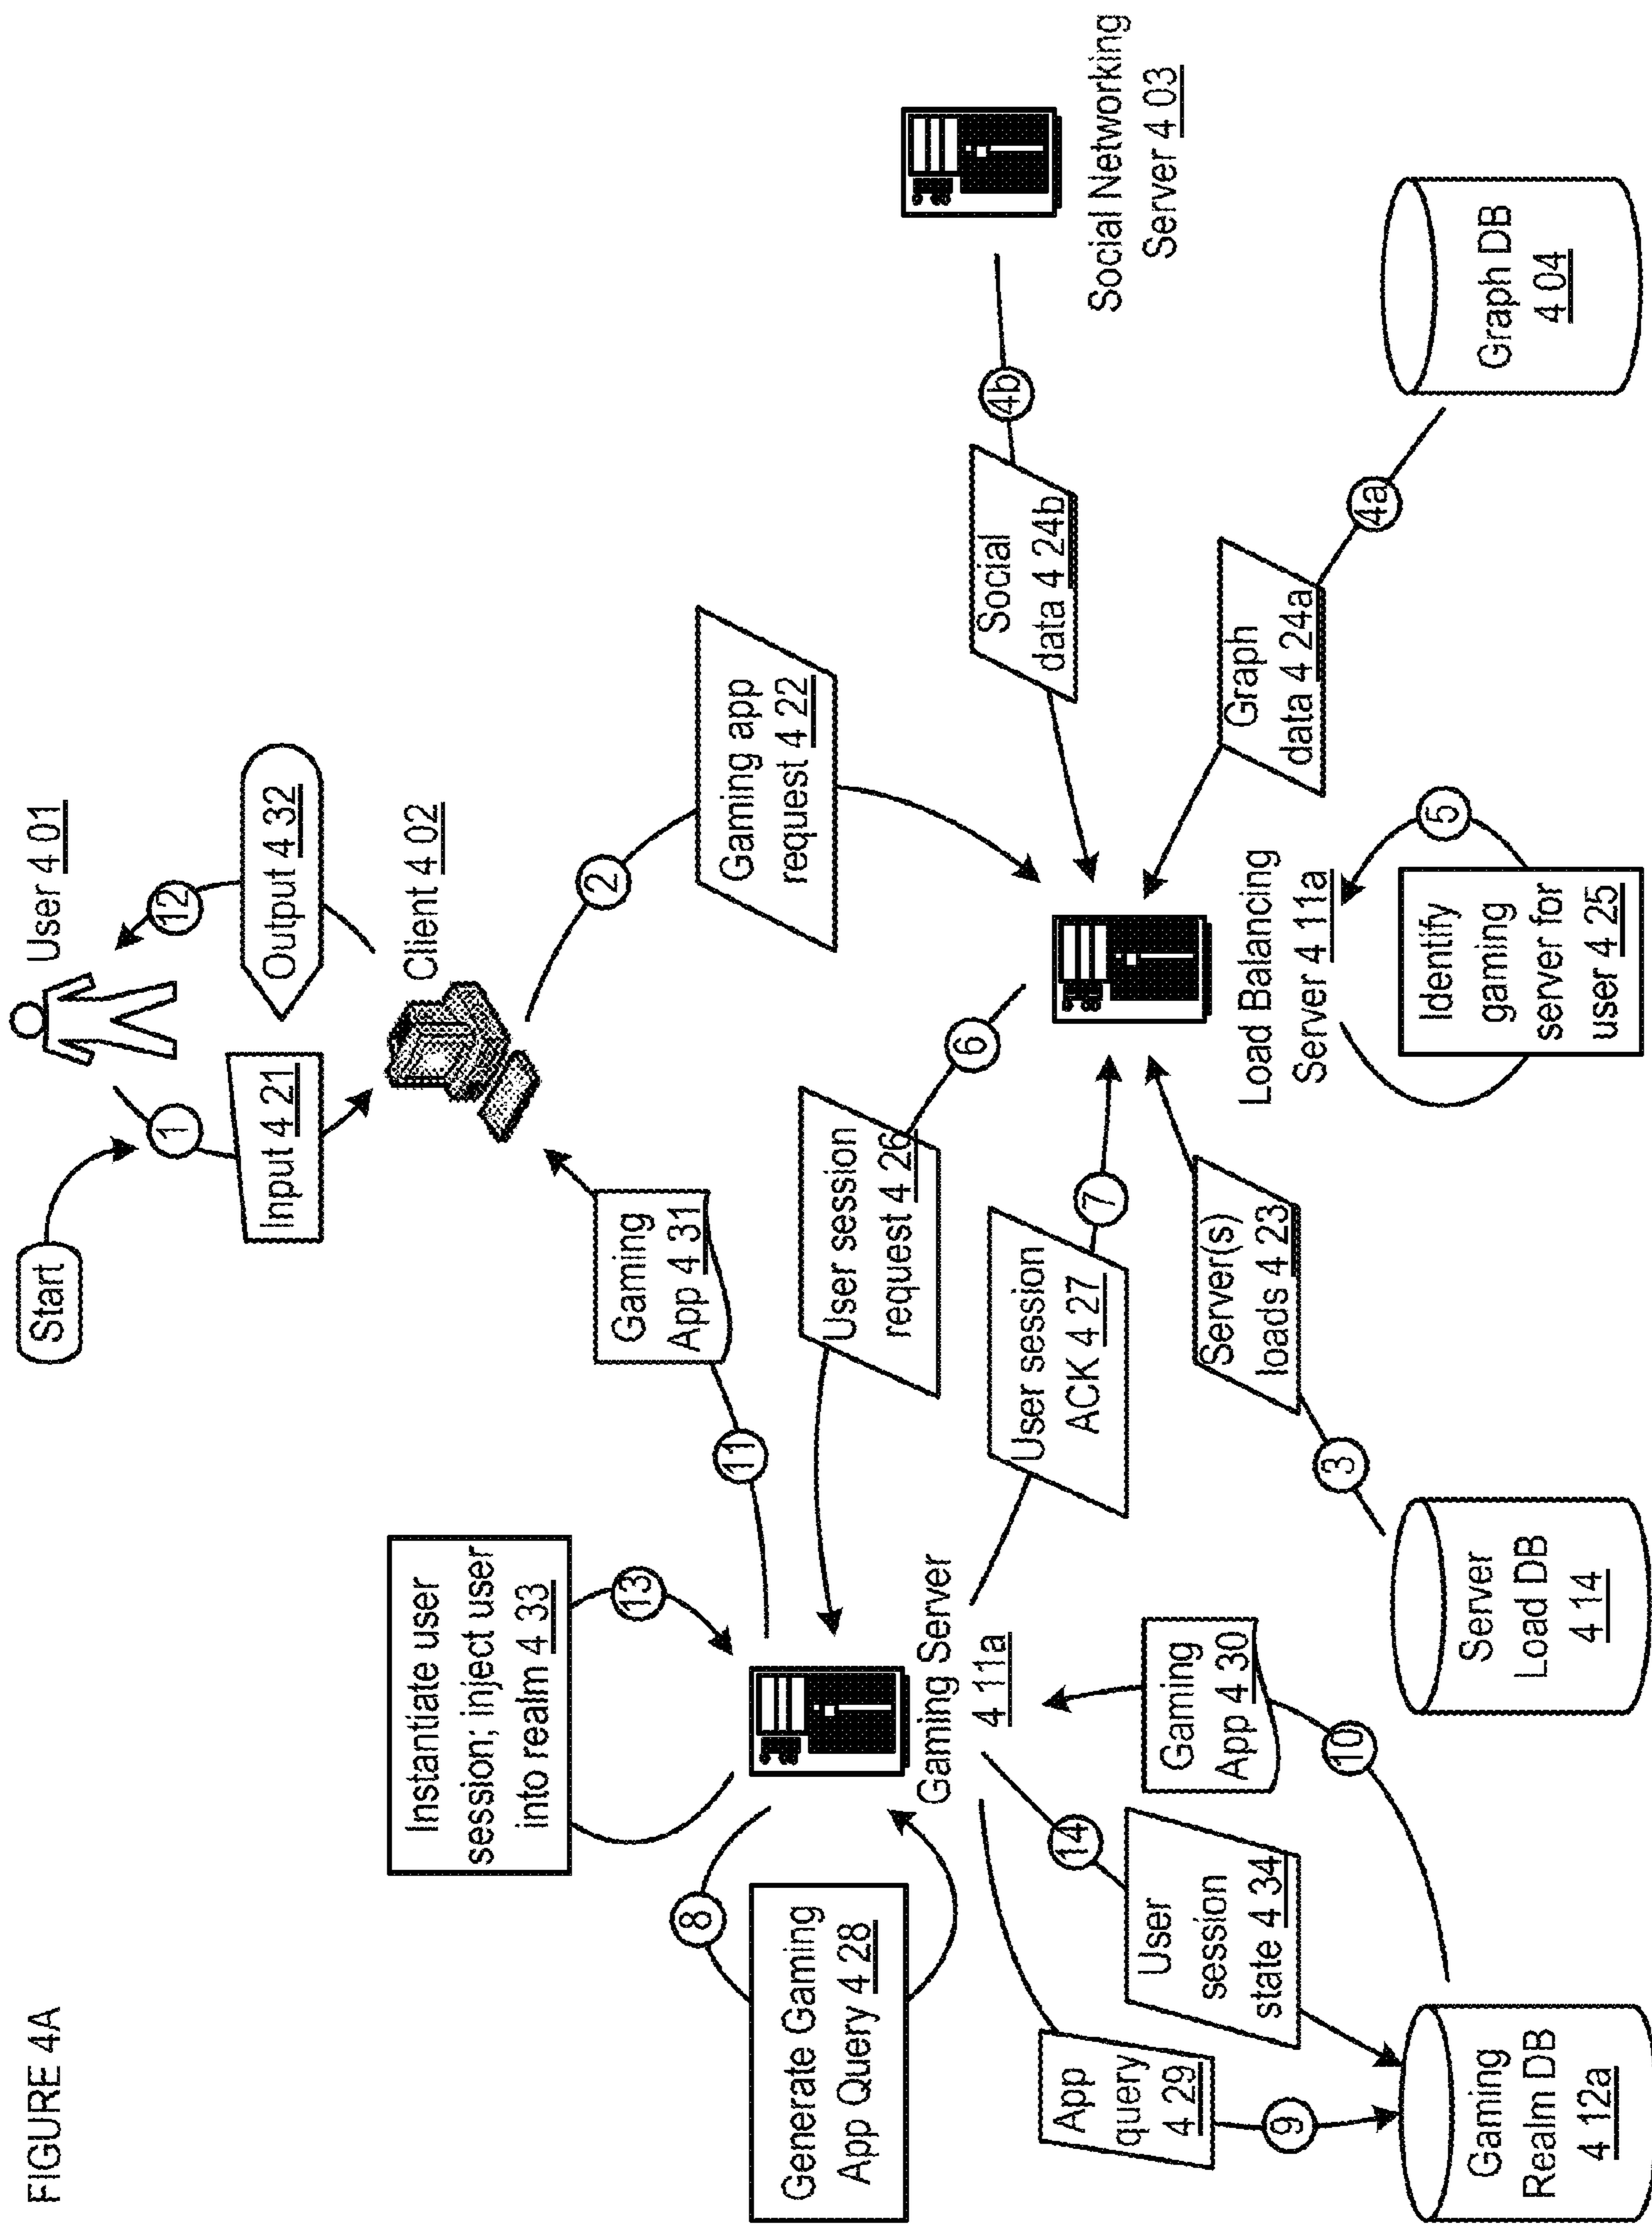 FIGURE 4A
Start
User 4 01
1
12
Input 4 21
Output 4 32
Client 4 02
Instantiate user
session; inject user
into realm 4 33
13
Gaming
App 4 31
11
2
Gaming app
request 4 22
8
Generate Gaming
App Query 4 28
User session
request 4 26
6
Gaming Server
4 11a
User session
ACK 4 27
7
Social
data 4 24b
4b
Social Networking
Server 4 03
App
query
4 29
9
14
User
session
state 4 34
Gaming
App 4 30
10
Server(s)
loads 4 23
3
Load Balancing
Server 4 11a
Graph
data 4 24a
4a
5
Identify
gaming
server for
user 4 25
Gaming
Realm DB
4 12a
Server
Load DB
4 14
Graph DB
4 04